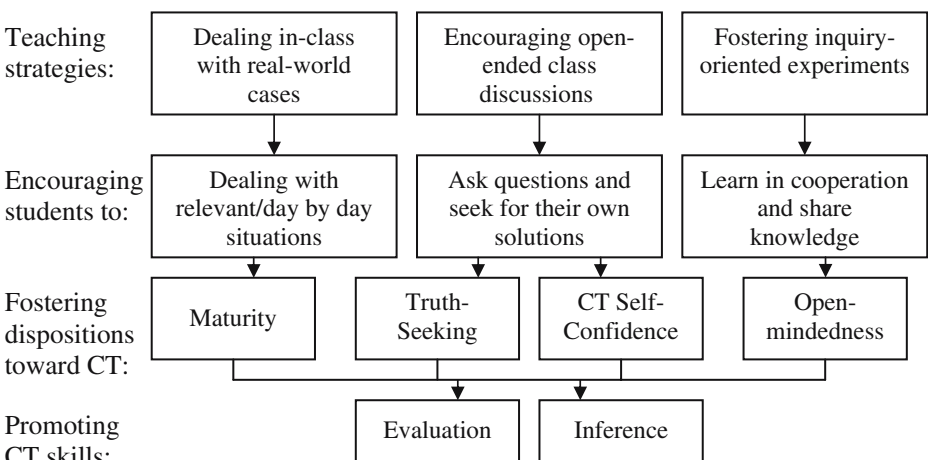 Teaching
strategies:
Dealing in-class
with real-world
cases
Encouraging open-
ended class
discussions
Fostering inquiry-
oriented experiments
Encouraging
students to:
Dealing with
relevant/day by day
situations
Ask questions and
seek for their own
solutions
Learn in cooperation
and share
knowledge
Fostering
dispositions
toward CT:
Maturity
Truth-
Seeking
CT Self-
Confidence
Open-
mindedness
Promoting
CT skills:
Evaluation
Inference